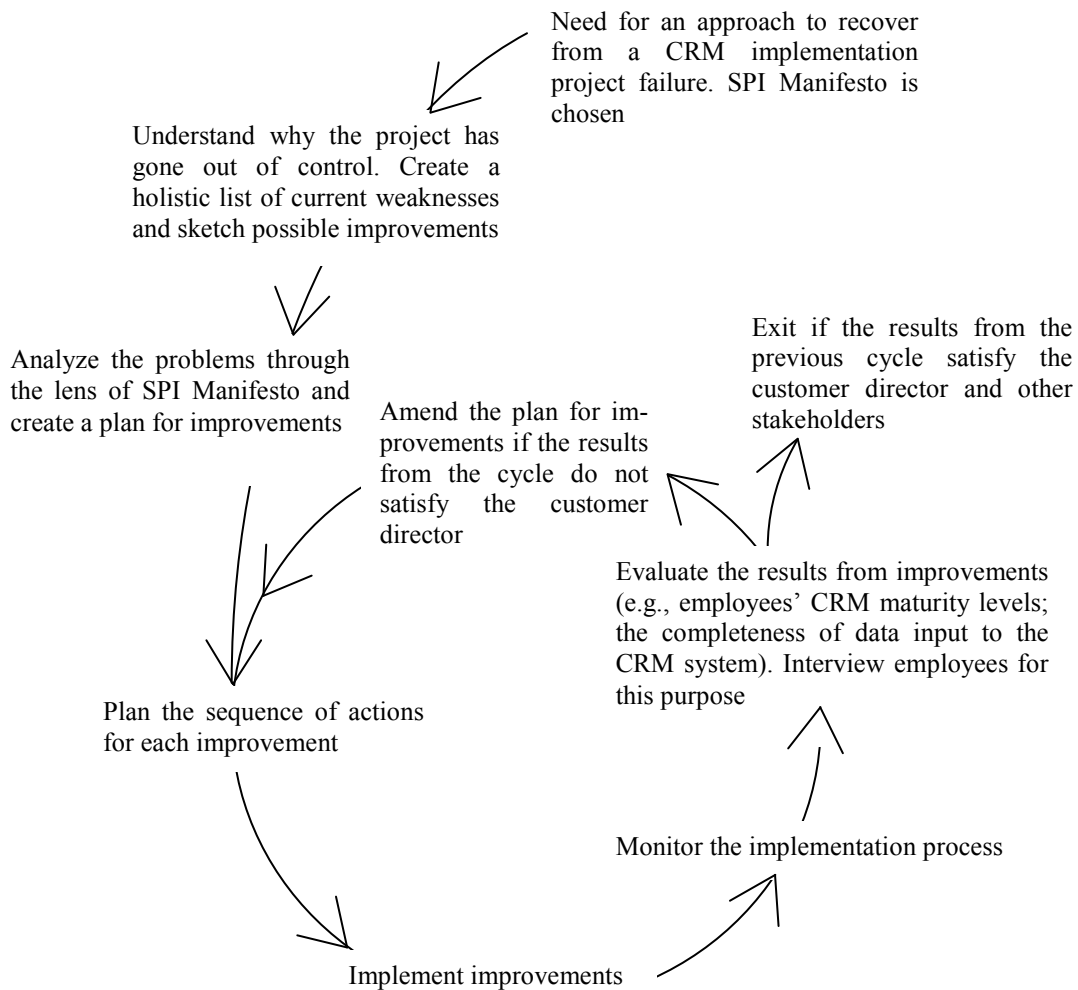 Need for an approach to recover
from a CRM implementation
project failure. SPI Manifesto is
chosen
Understand why the project has
gone out of control. Create a
holistic list of current weaknesses
and sketch possible improvements
Analyze the problems through
the lens of SPI Manifesto and
create a plan for improvements
Exit if the results from the
previous cycle satisfy the
customer director and other
stakeholders
Amend the plan for im-
provements if the results
from the cycle do not
satisfy the customer
director
Evaluate the results from improvements
(e.g., employees’ CRM maturity levels;
the completeness of data input to the
CRM system). Interview employees for
this purpose
Plan the sequence of actions
for each improvement
Monitor the implementation process
Implement improvements